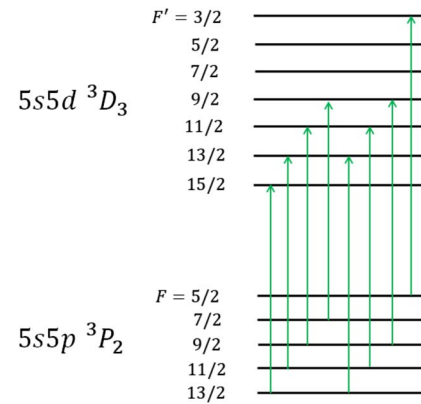 F′ = 3/2
5/2
7/2
5s5d ³D₃
9/2
11/2
13/2
15/2
F = 5/2
7/2
5s5p ³P₂
9/2
11/2
13/2